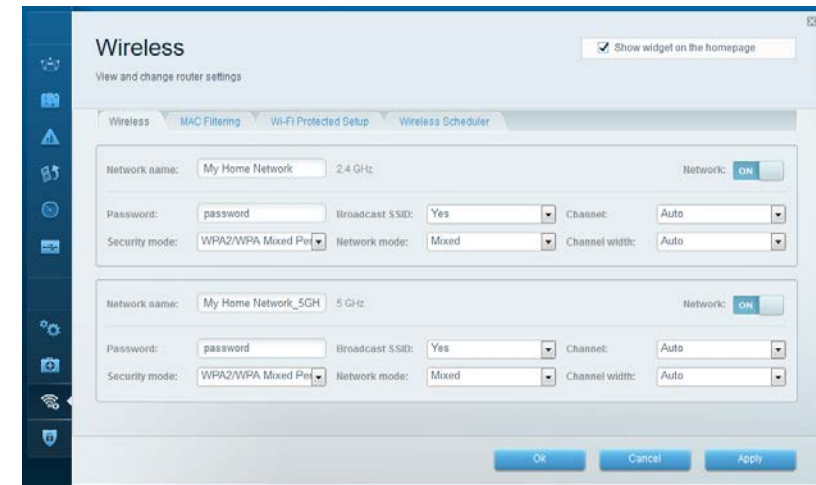 Wireless
Show widget on the homepage
View and change router settings
Wireless MAC Filtering Wi-Fi Protected Setup Wireless Scheduler
Network name: My Home Network 2.4 GHz Network: ON
Password: password Broadcast SSID: Yes Channel: Auto
Security mode: WPA2/WPA Mixed Per Network mode: Mixed Channel width: Auto
Network name: My Home Network_5GH 5 GHz Network: ON
Password: password Broadcast SSID: Yes Channel: Auto
Security mode: WPA2/WPA Mixed Per Network mode: Mixed Channel width: Auto
Ok Cancel Apply